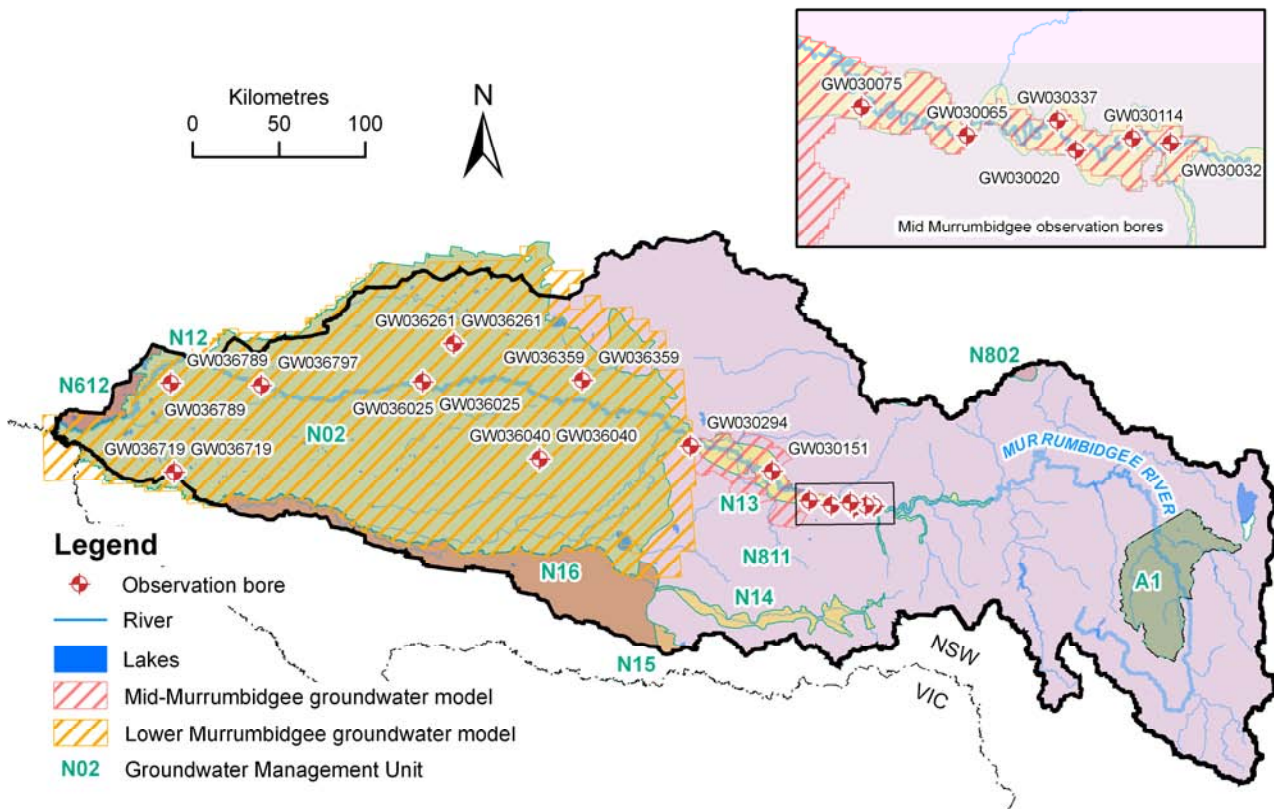 Kilometres
0 50 100
N
GW030075
GW030065
GW030337
GW030114
GW030020
GW030032
Mid Murrumbidgee observation bores
N12
N612
GW036789
GW036797
GW036789
GW036261 GW036261
GW036359
GW036359
GW036025
GW036025
N02
GW036719 GW036719
GW036040 GW036040
GW030294
GW030151
N802
MURRUMBIDGEE RIVER
N13
N811
N16
N14
A1
N15
NSW
VIC
Legend
Observation bore
River
Lakes
Mid-Murrumbidgee groundwater model
Lower Murrumbidgee groundwater model
N02 Groundwater Management Unit